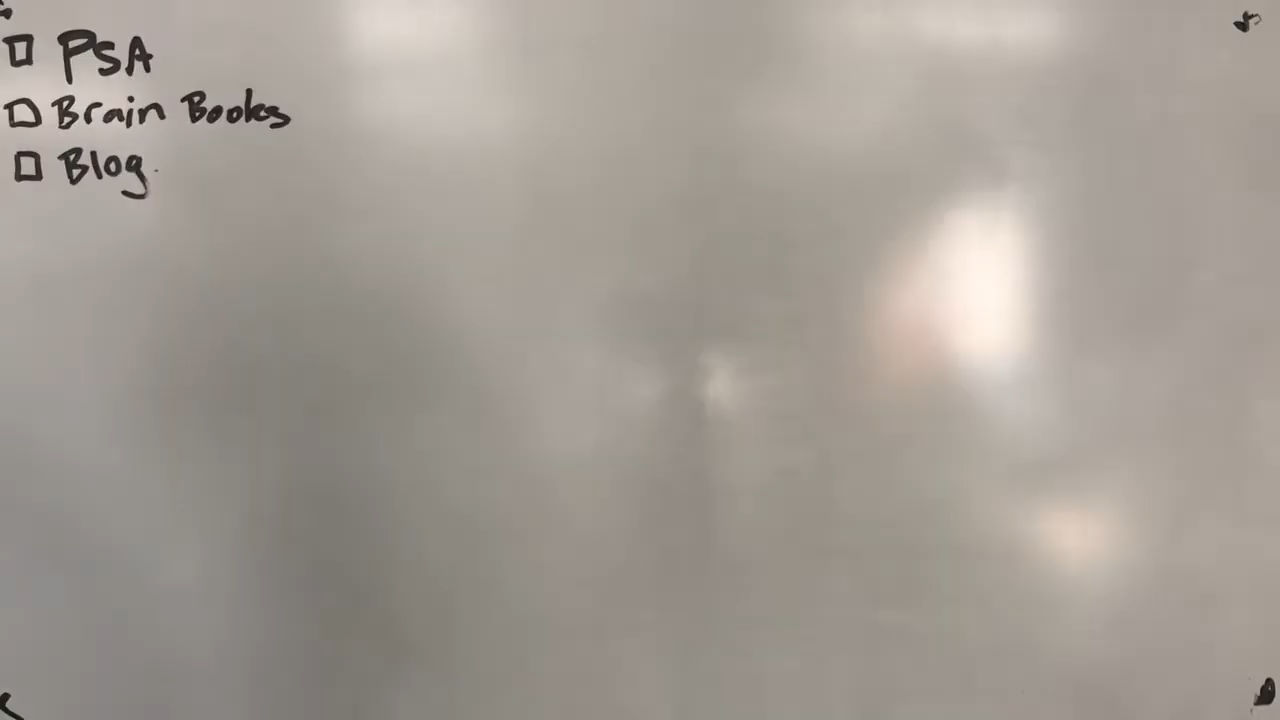 ☐ PSA
☐ Brain Books
☐ Blog